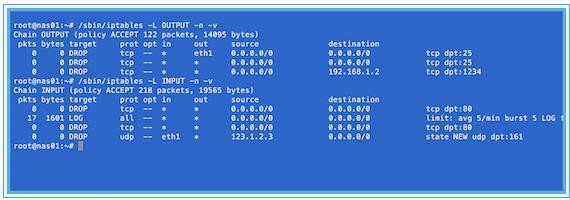 root@nas01:~# /sbin/iptables -L OUTPUT -n -v
Chain OUTPUT (policy ACCEPT 122 packets, 14095 bytes)
pkts bytes target prot opt in out source destination
0 0 DROP tcp -- * eth1 0.0.0.0/0 0.0.0.0/0 tcp dpt:25
0 0 DROP tcp -- * * 0.0.0.0/0 0.0.0.0/0 tcp dpt:25
0 0 DROP tcp -- * * 0.0.0.0/0 192.168.1.2 tcp dpt:1234
root@nas01:~# /sbin/iptables -L INPUT -n -v
Chain INPUT (policy ACCEPT 218 packets, 19565 bytes)
pkts bytes target prot opt in out source destination
0 0 DROP tcp -- * * 0.0.0.0/0 0.0.0.0/0 tcp dpt:80
17 1601 LOG all -- * * 0.0.0.0/0 0.0.0.0/0 limit: avg 5/min burst 5 LOG f
0 0 DROP tcp -- * * 0.0.0.0/0 0.0.0.0/0 tcp dpt:80
0 0 DROP udp -- eth1 * 123.1.2.3 0.0.0.0/0 state NEW udp dpt:161
root@nas01:~#